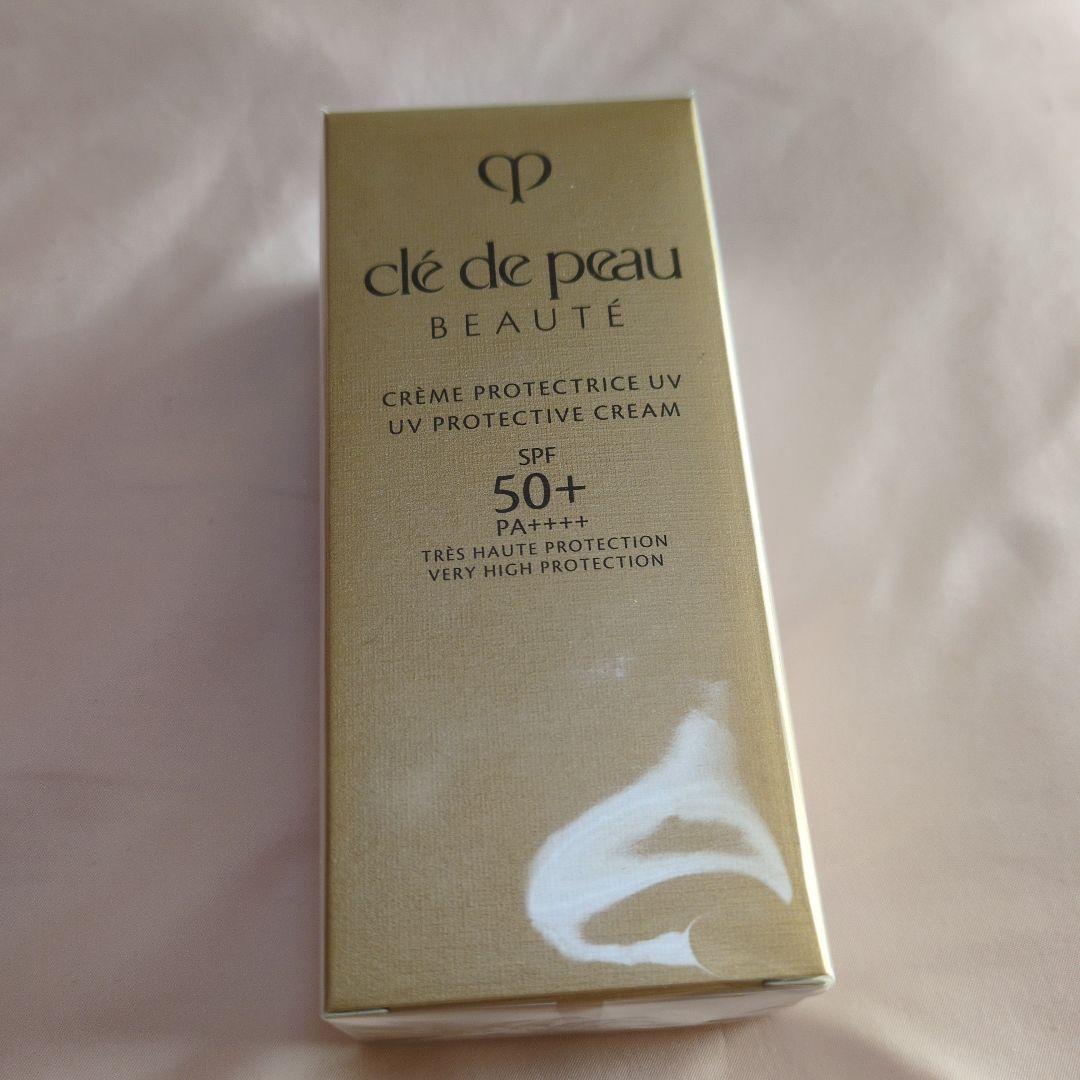 clé de peau
BEAUTÉ
CRÈME PROTECTRICE UV
UV PROTECTIVE CREAM
SPF
50+
PA++++
TRÈS HAUTE PROTECTION
VERY HIGH PROTECTION